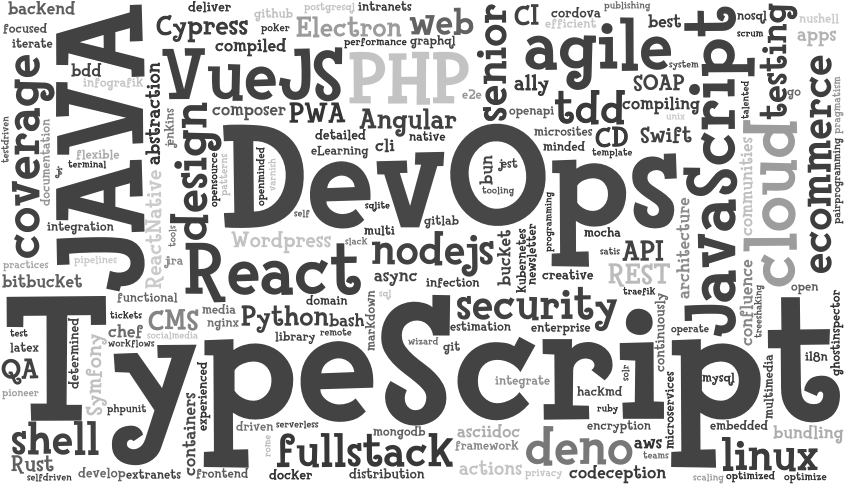 backend
deliver
github
postgresql
intranets
publishing
focused
iterate
Cypress
poker
Electron
web
CI
cordova
efficient
best
nosql
nushell
apps
scrum
JAVA
compiled
performance
graphql
senior
agile
system
testing
bdd
infografik
VueJS
PHP
e2e
ally
SOAP
JavaScript
talented
go
pragmatism
coverage
abstraction
jenkins
composer
PWA
Angular
openapi
tdd
compiling
unix
ecommerce
testdriven
documentation
flexible
js
terminal
design
opensource
patterns
openminded
varnish
detailed
eLearning
cli
native
microsites
minded
CD
template
Swift
communities
cloud
pairprogramming
DevOps
bun
jest
tooling
sqlite
self
gitlab
integration
ReactNative
tools
Wordpress
slack
multi
programming
mocha
satis
API
architecture
practices
pipelines
jra
React
nodejs
bucket
kubernetes
newsletter
creative
REST
traefik
bitbucket
async
infection
confluence
treeshaking
open
functional
domain
markdown
sql
security
continuously
ghostinspector
TypeScript
tickets
CMS
media
nginx
Python
bash
estimation
enterprise
operate
test
latex
determined
chef
workflows
socialmedia
library
remote
wizard
git
i18n
QA
pioneer
Symfony
integrate
hackmd
solr
mysql
multimedia
phpunit
containers
experienced
ruby
microservices
encryption
embedded
bundling
shell
driven
serverless
mongodb
asciidoc
framework
deno
aws
teams
linux
Rust
selfdriven
develop
extranets
frontend
rome
fullstack
docker
distribution
actions
privacy
codeception
scaling
optimized
optimize